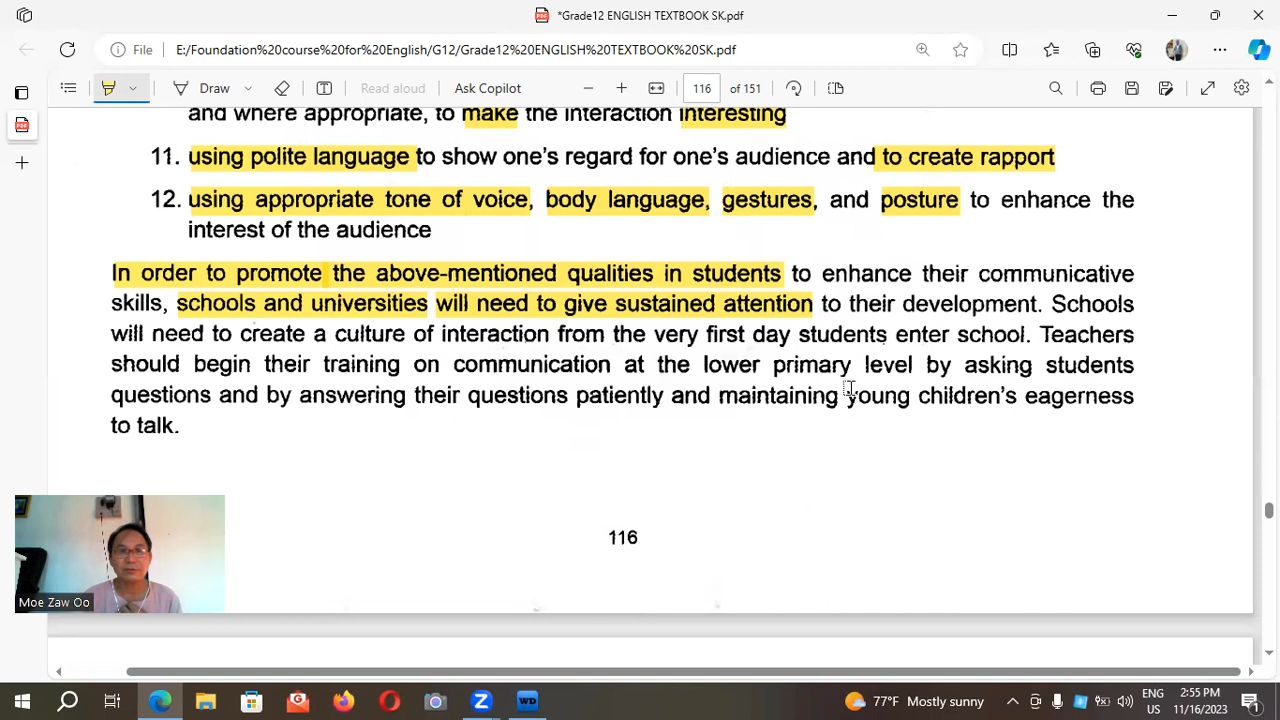 *Grade12 ENGLISH TEXTBOOK SK.pdf
File E:/Foundation%20course%20for%20English/G12/Grade12%20ENGLISH%20TEXTBOOK%20SK.pdf
Draw Read aloud Ask Copilot 116 of 151
and where appropriate, to make the interaction interesting
11. using polite language to show one's regard for one's audience and to create rapport
12. using appropriate tone of voice, body language, gestures, and posture to enhance the
interest of the audience
In order to promote the above-mentioned qualities in students to enhance their communicative
skills, schools and universities will need to give sustained attention to their development. Schools
will need to create a culture of interaction from the very first day students enter school. Teachers
should begin their training on communication at the lower primary level by asking students
questions and by answering their questions patiently and maintaining young children's eagerness
to talk.
116
Moe Zaw Oo
WD
77°F Mostly sunny
ENG
US
2:55 PM
11/16/2023
1